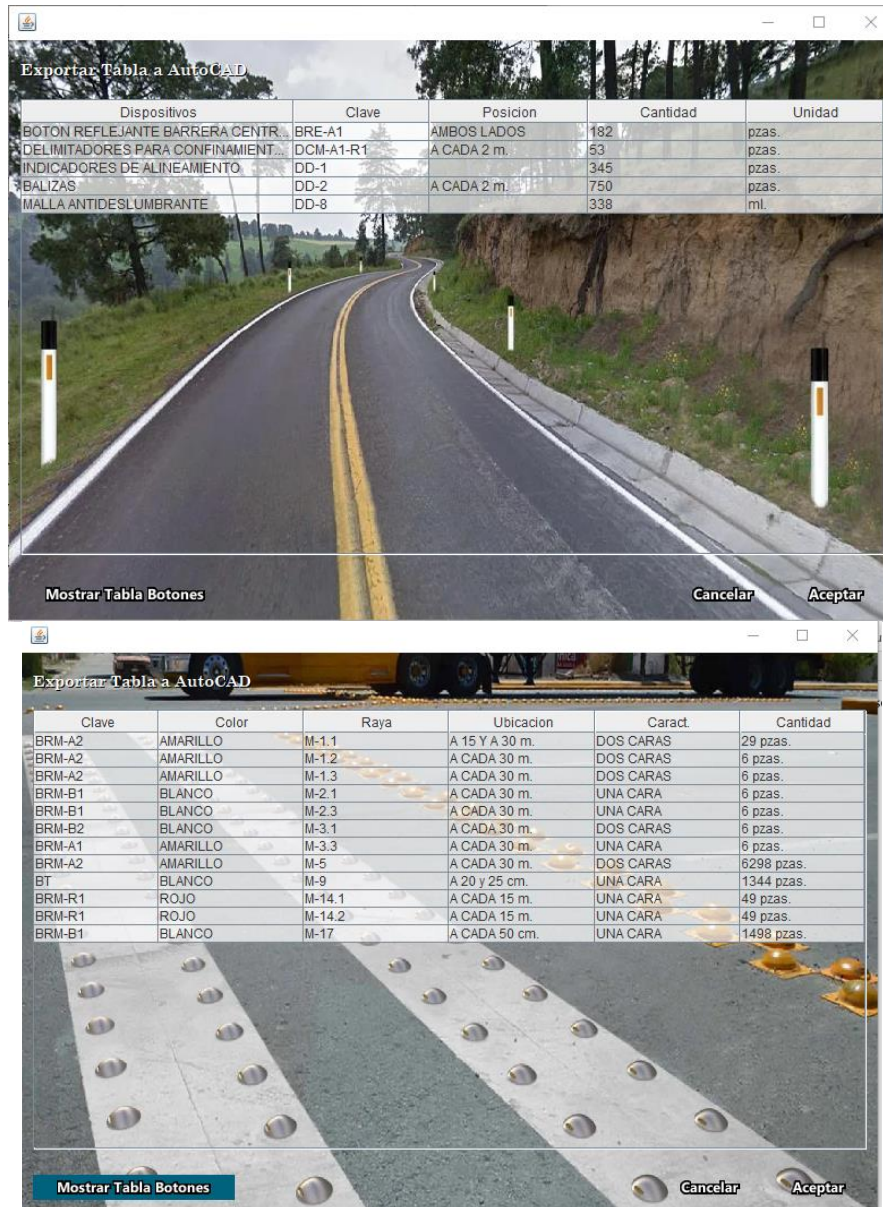 Exportar Tabla a AutoCAD
Dispositivos Clave Posicion Cantidad Unidad
BOTON REFLEJANTE BARRERA CENTR... BRE-A1 AMBOS LADOS 182 pzas.
DELIMITADORES PARA CONFINAMIENT... DCM-A1-R1 A CADA 2 m. 53 pzas.
INDICADORES DE ALINEAMIENTO DD-1 345 pzas.
BALIZAS DD-2 A CADA 2 m. 750 pzas.
MALLA ANTIDESLUMBRANTE DD-8 338 ml.
Mostrar Tabla Botones Cancelar Aceptar
Exportar Tabla a AutoCAD
Clave Color Raya Ubicacion Caract. Cantidad
BRM-A2 AMARILLO M-1.1 A 15 Y A 30 m. DOS CARAS 29 pzas.
BRM-A2 AMARILLO M-1.2 A CADA 30 m. DOS CARAS 6 pzas.
BRM-A2 AMARILLO M-1.3 A CADA 30 m. DOS CARAS 6 pzas.
BRM-B1 BLANCO M-2.1 A CADA 30 m. UNA CARA 6 pzas.
BRM-B1 BLANCO M-2.3 A CADA 30 m. UNA CARA 6 pzas.
BRM-B2 BLANCO M-3.1 A CADA 30 m. DOS CARAS 6 pzas.
BRM-A1 AMARILLO M-3.3 A CADA 30 m. UNA CARA 6 pzas.
BRM-A2 AMARILLO M-5 A CADA 30 m. DOS CARAS 6298 pzas.
BT BLANCO M-9 A 20 y 25 cm. UNA CARA 1344 pzas.
BRM-R1 ROJO M-14.1 A CADA 15 m. UNA CARA 49 pzas.
BRM-R1 ROJO M-14.2 A CADA 15 m. UNA CARA 49 pzas.
BRM-B1 BLANCO M-17 A CADA 50 cm. UNA CARA 1498 pzas.
Mostrar Tabla Botones Cancelar Aceptar